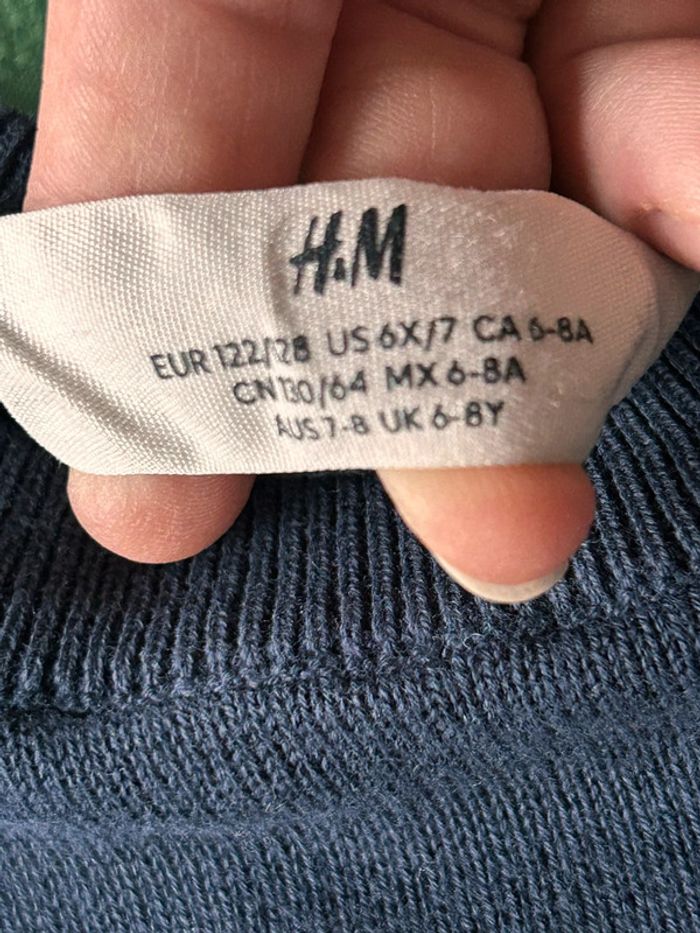 H&M
EUR 122/128 US 6X/7 CA 6-8A
CN 130/64 MX 6-8A
AUS 7-8 UK 6-8Y